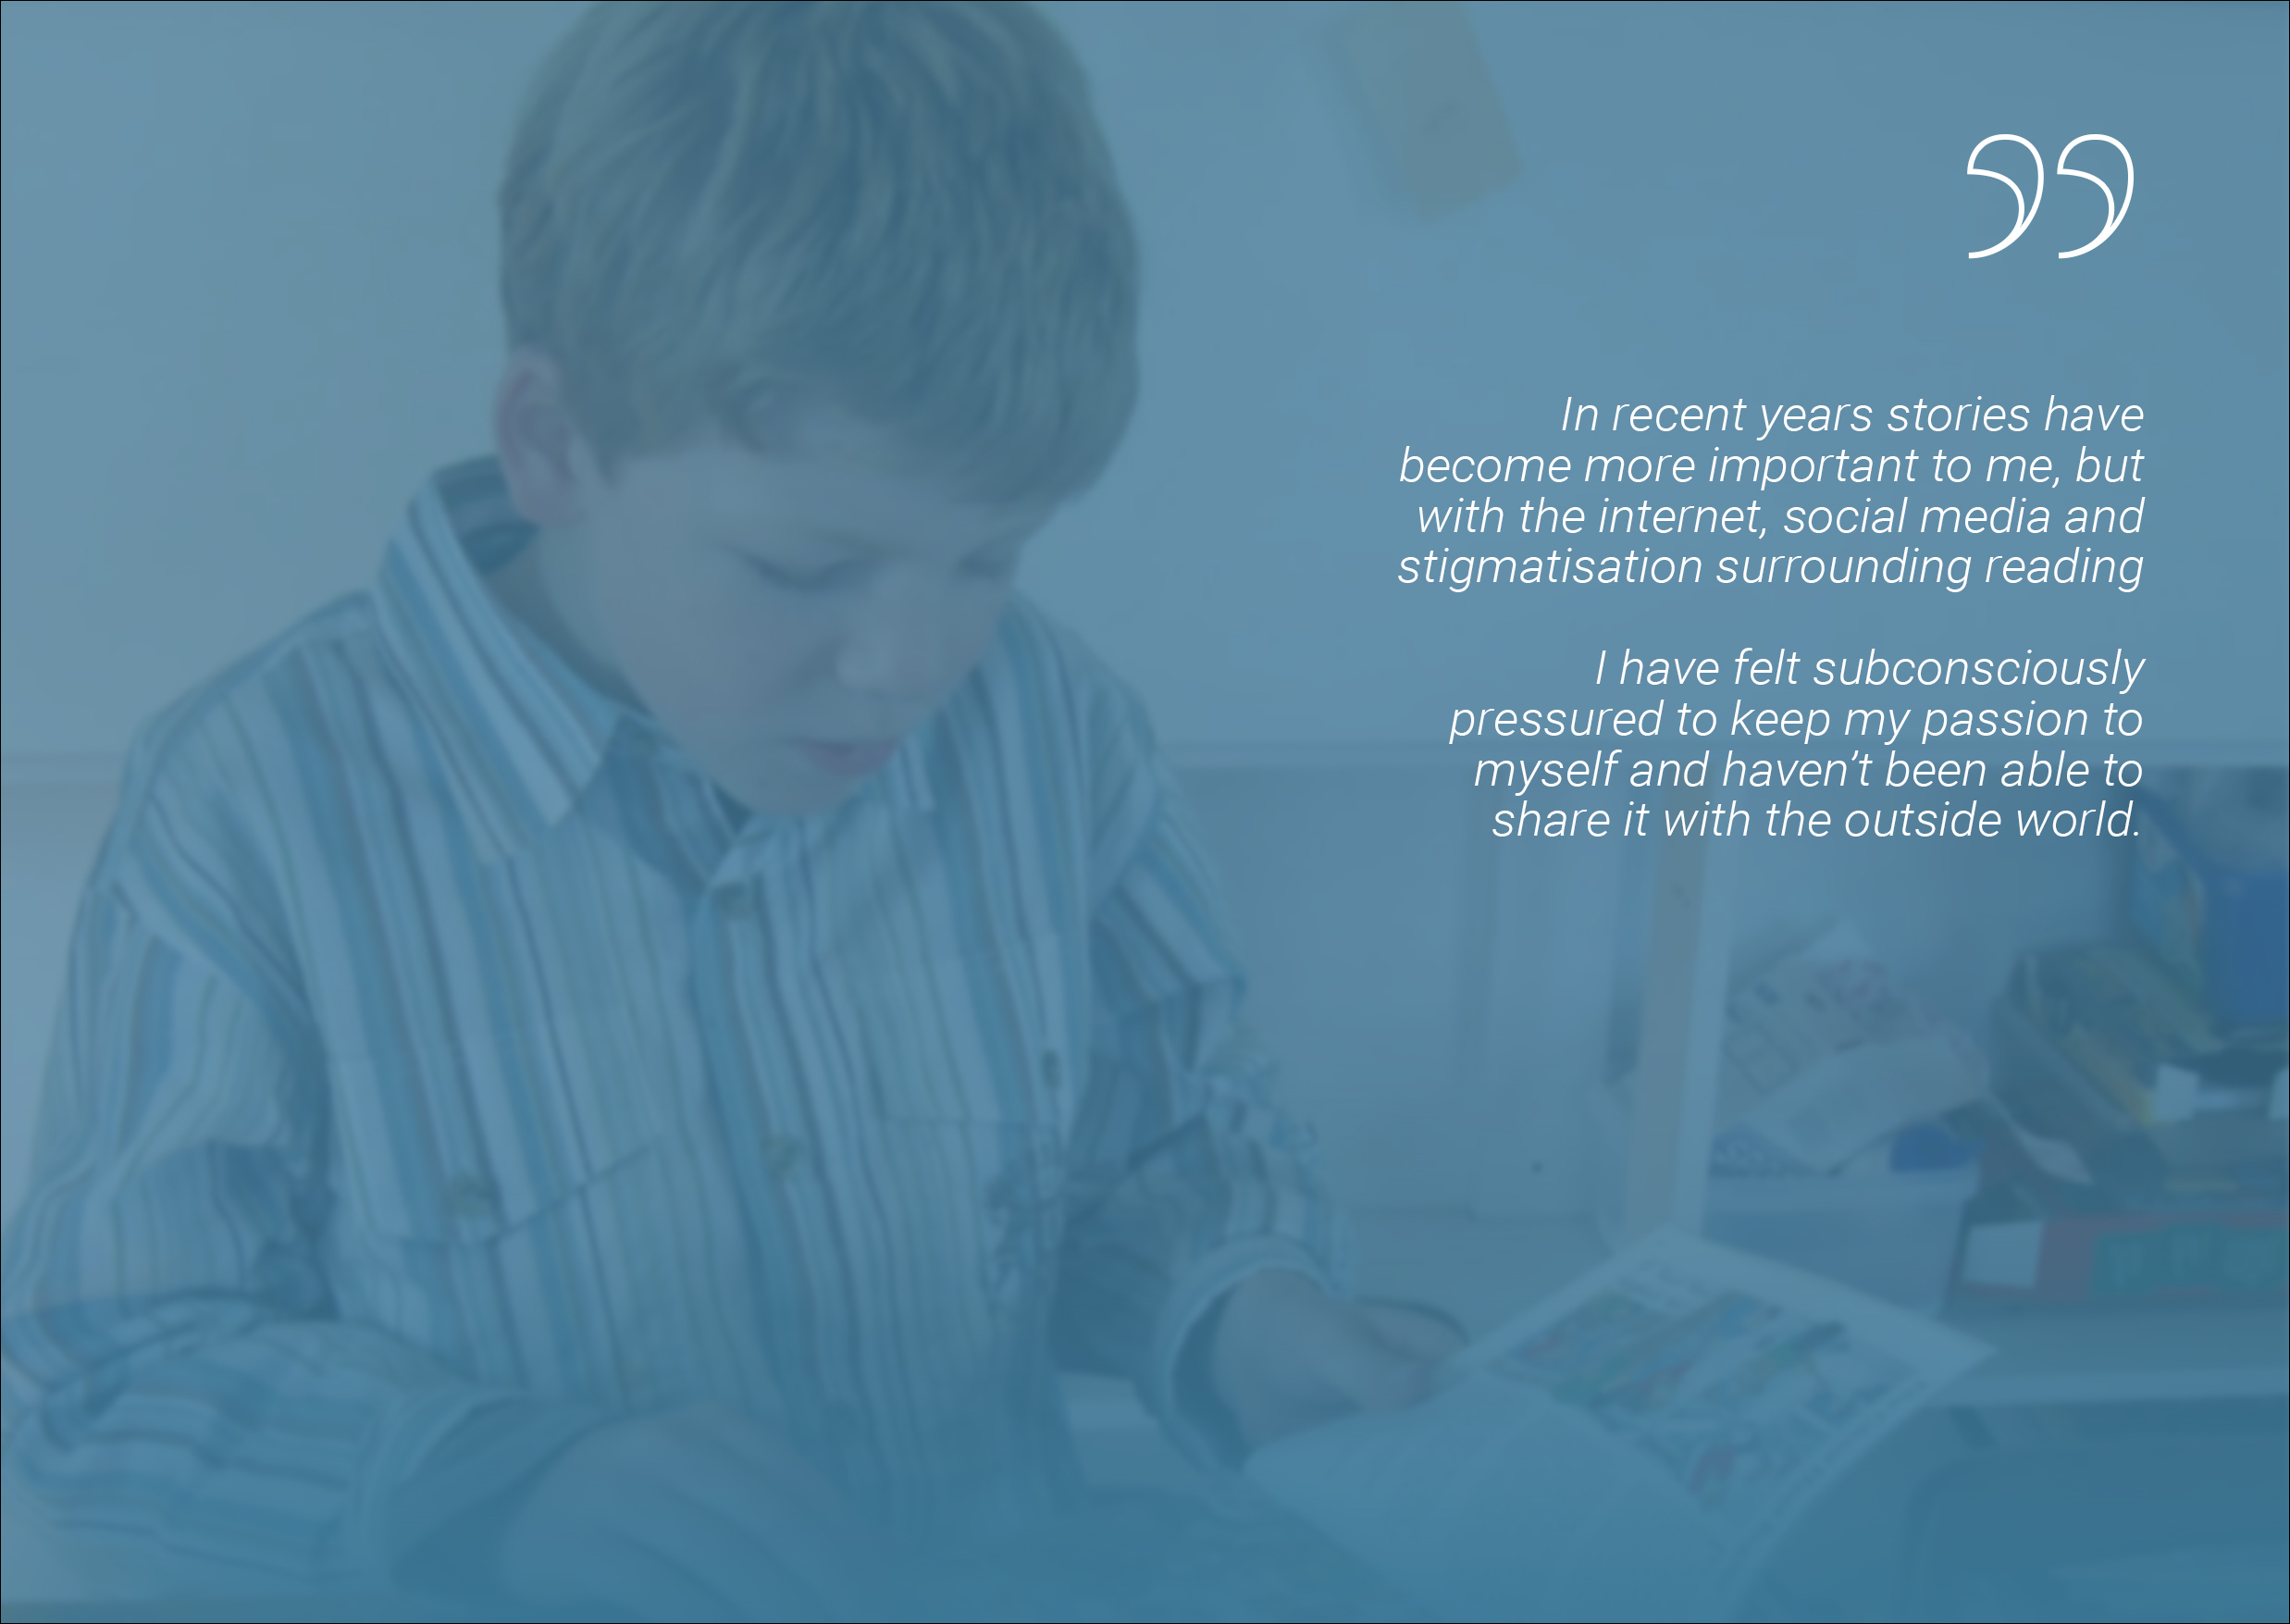 ”
In recent years stories have
become more important to me, but
with the internet, social media and
stigmatisation surrounding reading
I have felt subconsciously
pressured to keep my passion to
myself and haven’t been able to
share it with the outside world.